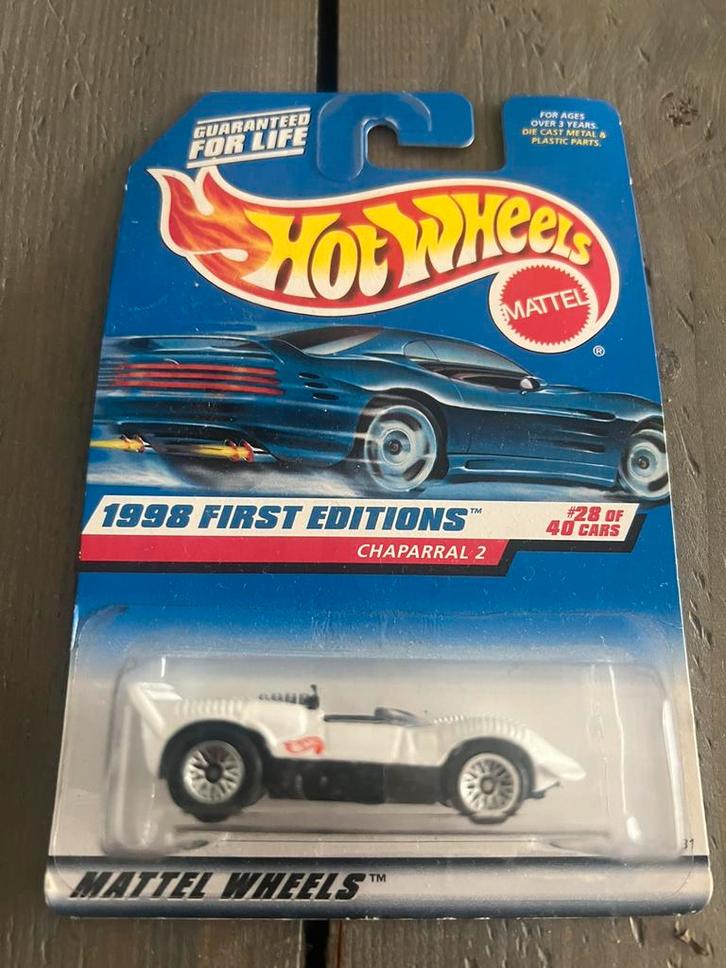 GUARANTEED
FOR LIFE
FOR AGES
OVER 3 YEARS.
DIE CAST METAL &
PLASTIC PARTS.
HOT WHEELS
MATTEL
®
1998 FIRST EDITIONS™
#28 OF
40 CARS
CHAPARRAL 2
MATTEL WHEELS™